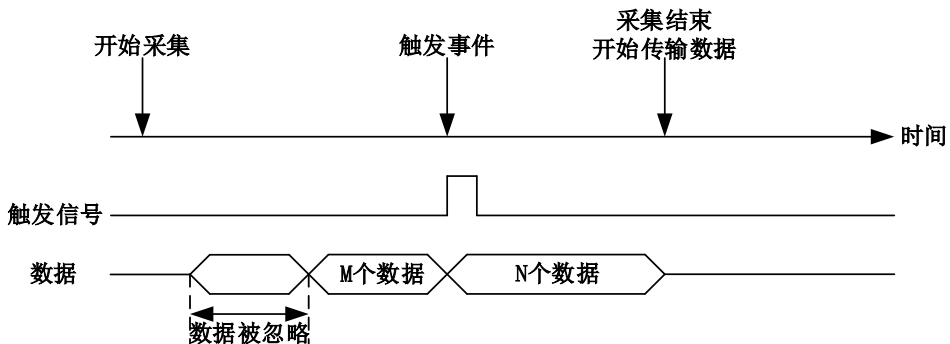 开始采集
触发事件
采集结束
开始传输数据
时间
触发信号
数据
M个数据
N个数据
数据被忽略